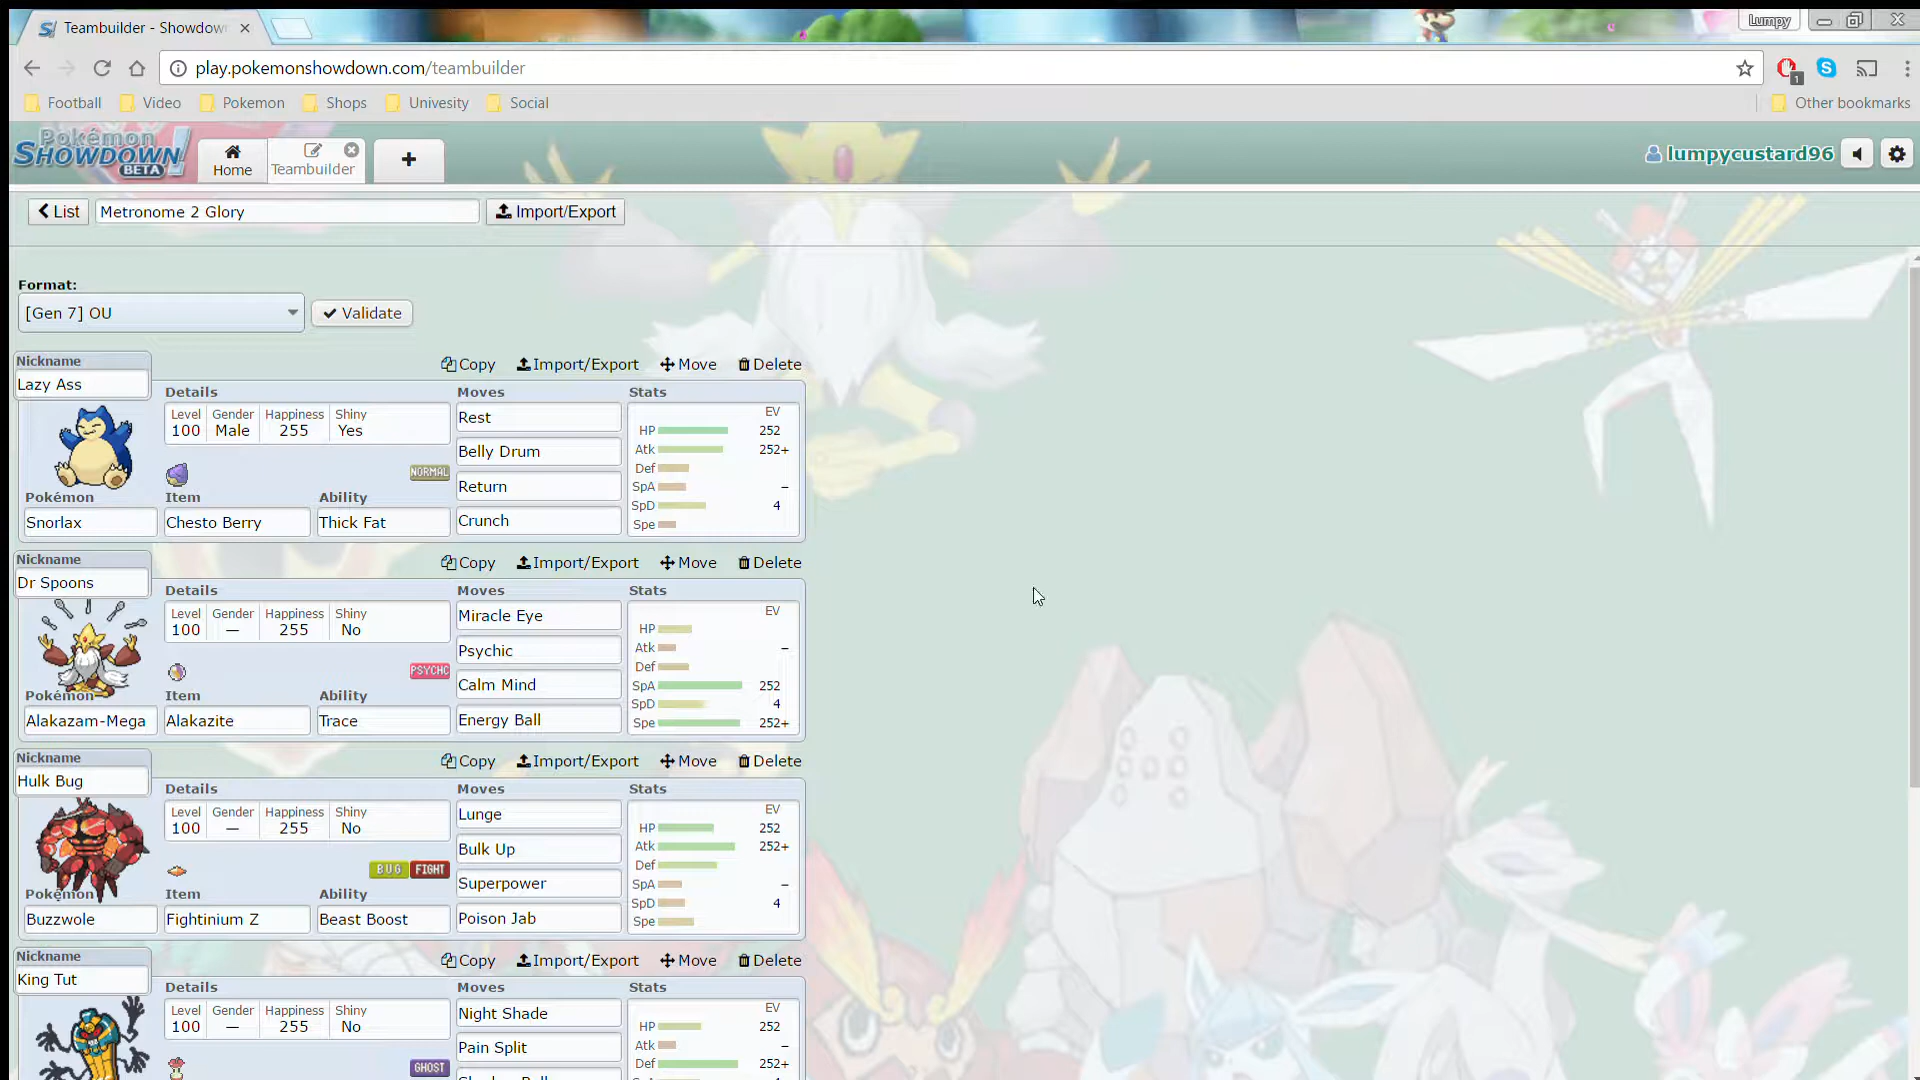 Teambuilder - Showdown
Lumpy
play.pokemonshowdown.com/teambuilder
1
Football Video Pokemon Shops Univesity Social Other bookmarks
Pokémon
SHOWDOWN!
BETA
Home
Teambuilder
lumpycustard96
List
Metronome 2 Glory
Import/Export
Format:
[Gen 7] OU
Validate
Nickname
Lazy Ass
Copy Import/Export Move Delete
Details Moves Stats
Level Gender Happiness Shiny
100 Male 255 Yes
NORMAL
Pokémon Item Ability
Snorlax Chesto Berry Thick Fat
Rest
Belly Drum
Return
Crunch
EV
HP 252
Atk 252+
Def
SpA –
SpD 4
Spe
Nickname
Dr Spoons
Copy Import/Export Move Delete
Details Moves Stats
Level Gender Happiness Shiny
100 — 255 No
PSYCHC
Pokémon Item Ability
Alakazam-Mega Alakazite Trace
Miracle Eye
Psychic
Calm Mind
Energy Ball
EV
HP
Atk –
Def
SpA 252
SpD 4
Spe 252+
Nickname
Hulk Bug
Copy Import/Export Move Delete
Details Moves Stats
Level Gender Happiness Shiny
100 — 255 No
BUG FIGHT
Pokémon Item Ability
Buzzwole Fightinium Z Beast Boost
Lunge
Bulk Up
Superpower
Poison Jab
EV
HP 252
Atk 252+
Def
SpA –
SpD 4
Spe
Nickname
King Tut
Copy Import/Export Move Delete
Details Moves Stats
Level Gender Happiness Shiny
100 — 255 No
GHOST
Night Shade
Pain Split
EV
HP 252
Atk –
Def 252+